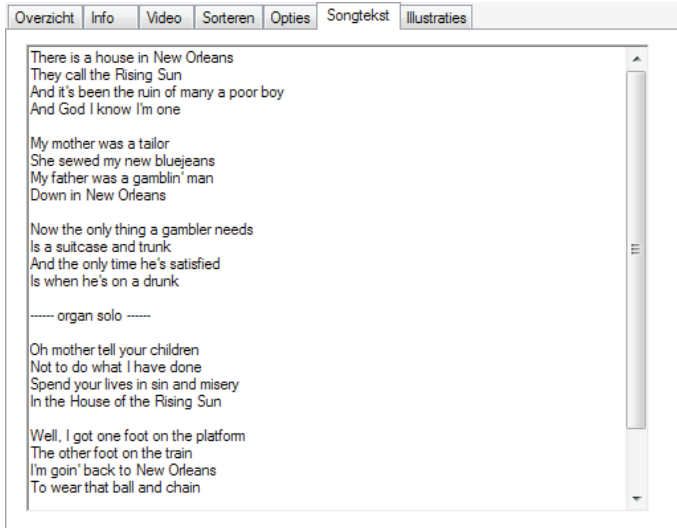 Overzicht Info Video Sorteren Opties Songtekst Illustraties
There is a house in New Orleans
They call the Rising Sun
And it's been the ruin of many a poor boy
And God I know I'm one

My mother was a tailor
She sewed my new bluejeans
My father was a gamblin' man
Down in New Orleans

Now the only thing a gambler needs
Is a suitcase and trunk
And the only time he's satisfied
Is when he's on a drunk

------ organ solo ------

Oh mother tell your children
Not to do what I have done
Spend your lives in sin and misery
In the House of the Rising Sun

Well, I got one foot on the platform
The other foot on the train
I'm goin' back to New Orleans
To wear that ball and chain